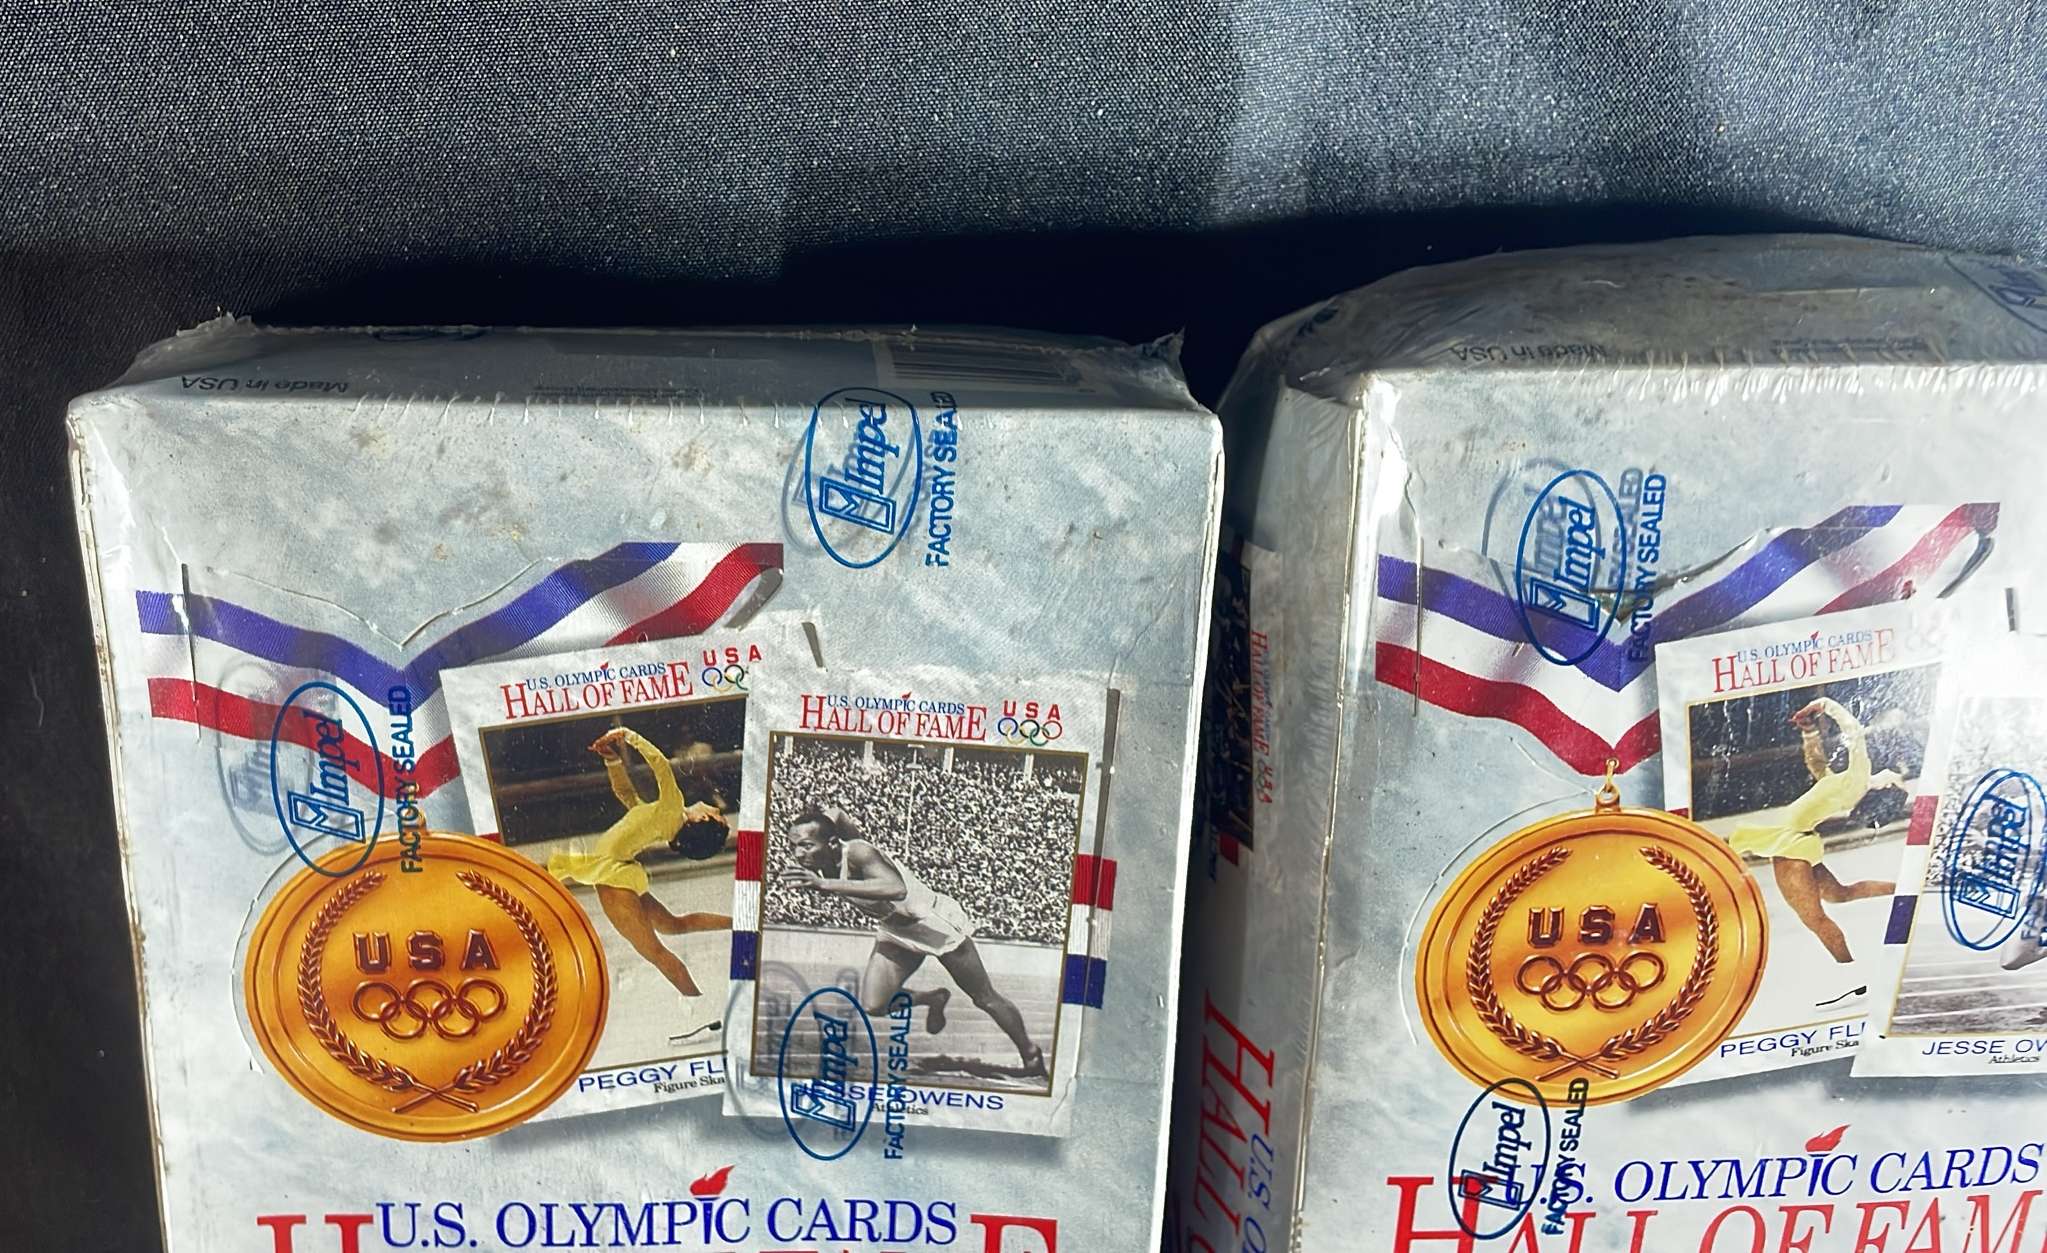 Made in USA
Impel
FACTORY SEALED
Impel
FACTORY SEALED
U.S. OLYMPIC CARDS
HALL OF FAME
USA
U.S. OLYMPIC CARDS
HALL OF FAME
USA
USA
PEGGY FL
Figure Ska
OWENS
Athletics
Impel
FACTORY SEALED
U.S. OLYMPIC CARDS
Made in USA
Impel
FACTORY SEALED
U.S. OLYMPIC CARDS
HALL OF FAME
USA
PEGGY FL
Figure Ska
JESSE OW
Athletics
Impel
Impel
FACTORY SEALED
U.S. OLYMPIC CARDS
HALL OF FAM
HALL
U.S. O